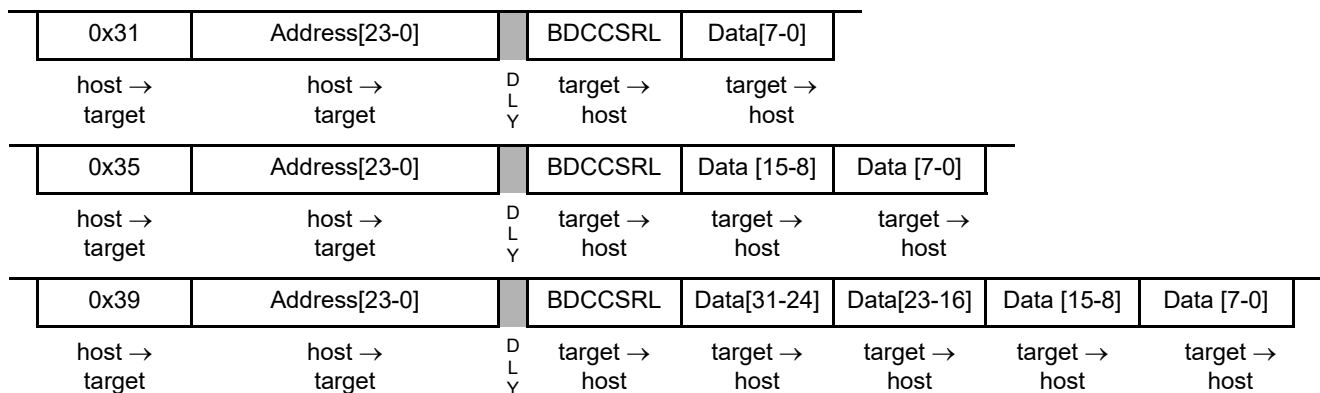 0x31 Address[23-0] BDCCSRL Data[7-0]
host → host → D target → target →
L
target target Y host host
0x35 Address[23-0] BDCCSRL Data [15-8] Data [7-0]
host → host → D target → target → target →
L
target target Y host host host
0x39 Address[23-0] BDCCSRL Data[31-24] Data[23-16] Data [15-8] Data [7-0]
host → host → D target → target → target → target → target →
L
target target Y host host host host host